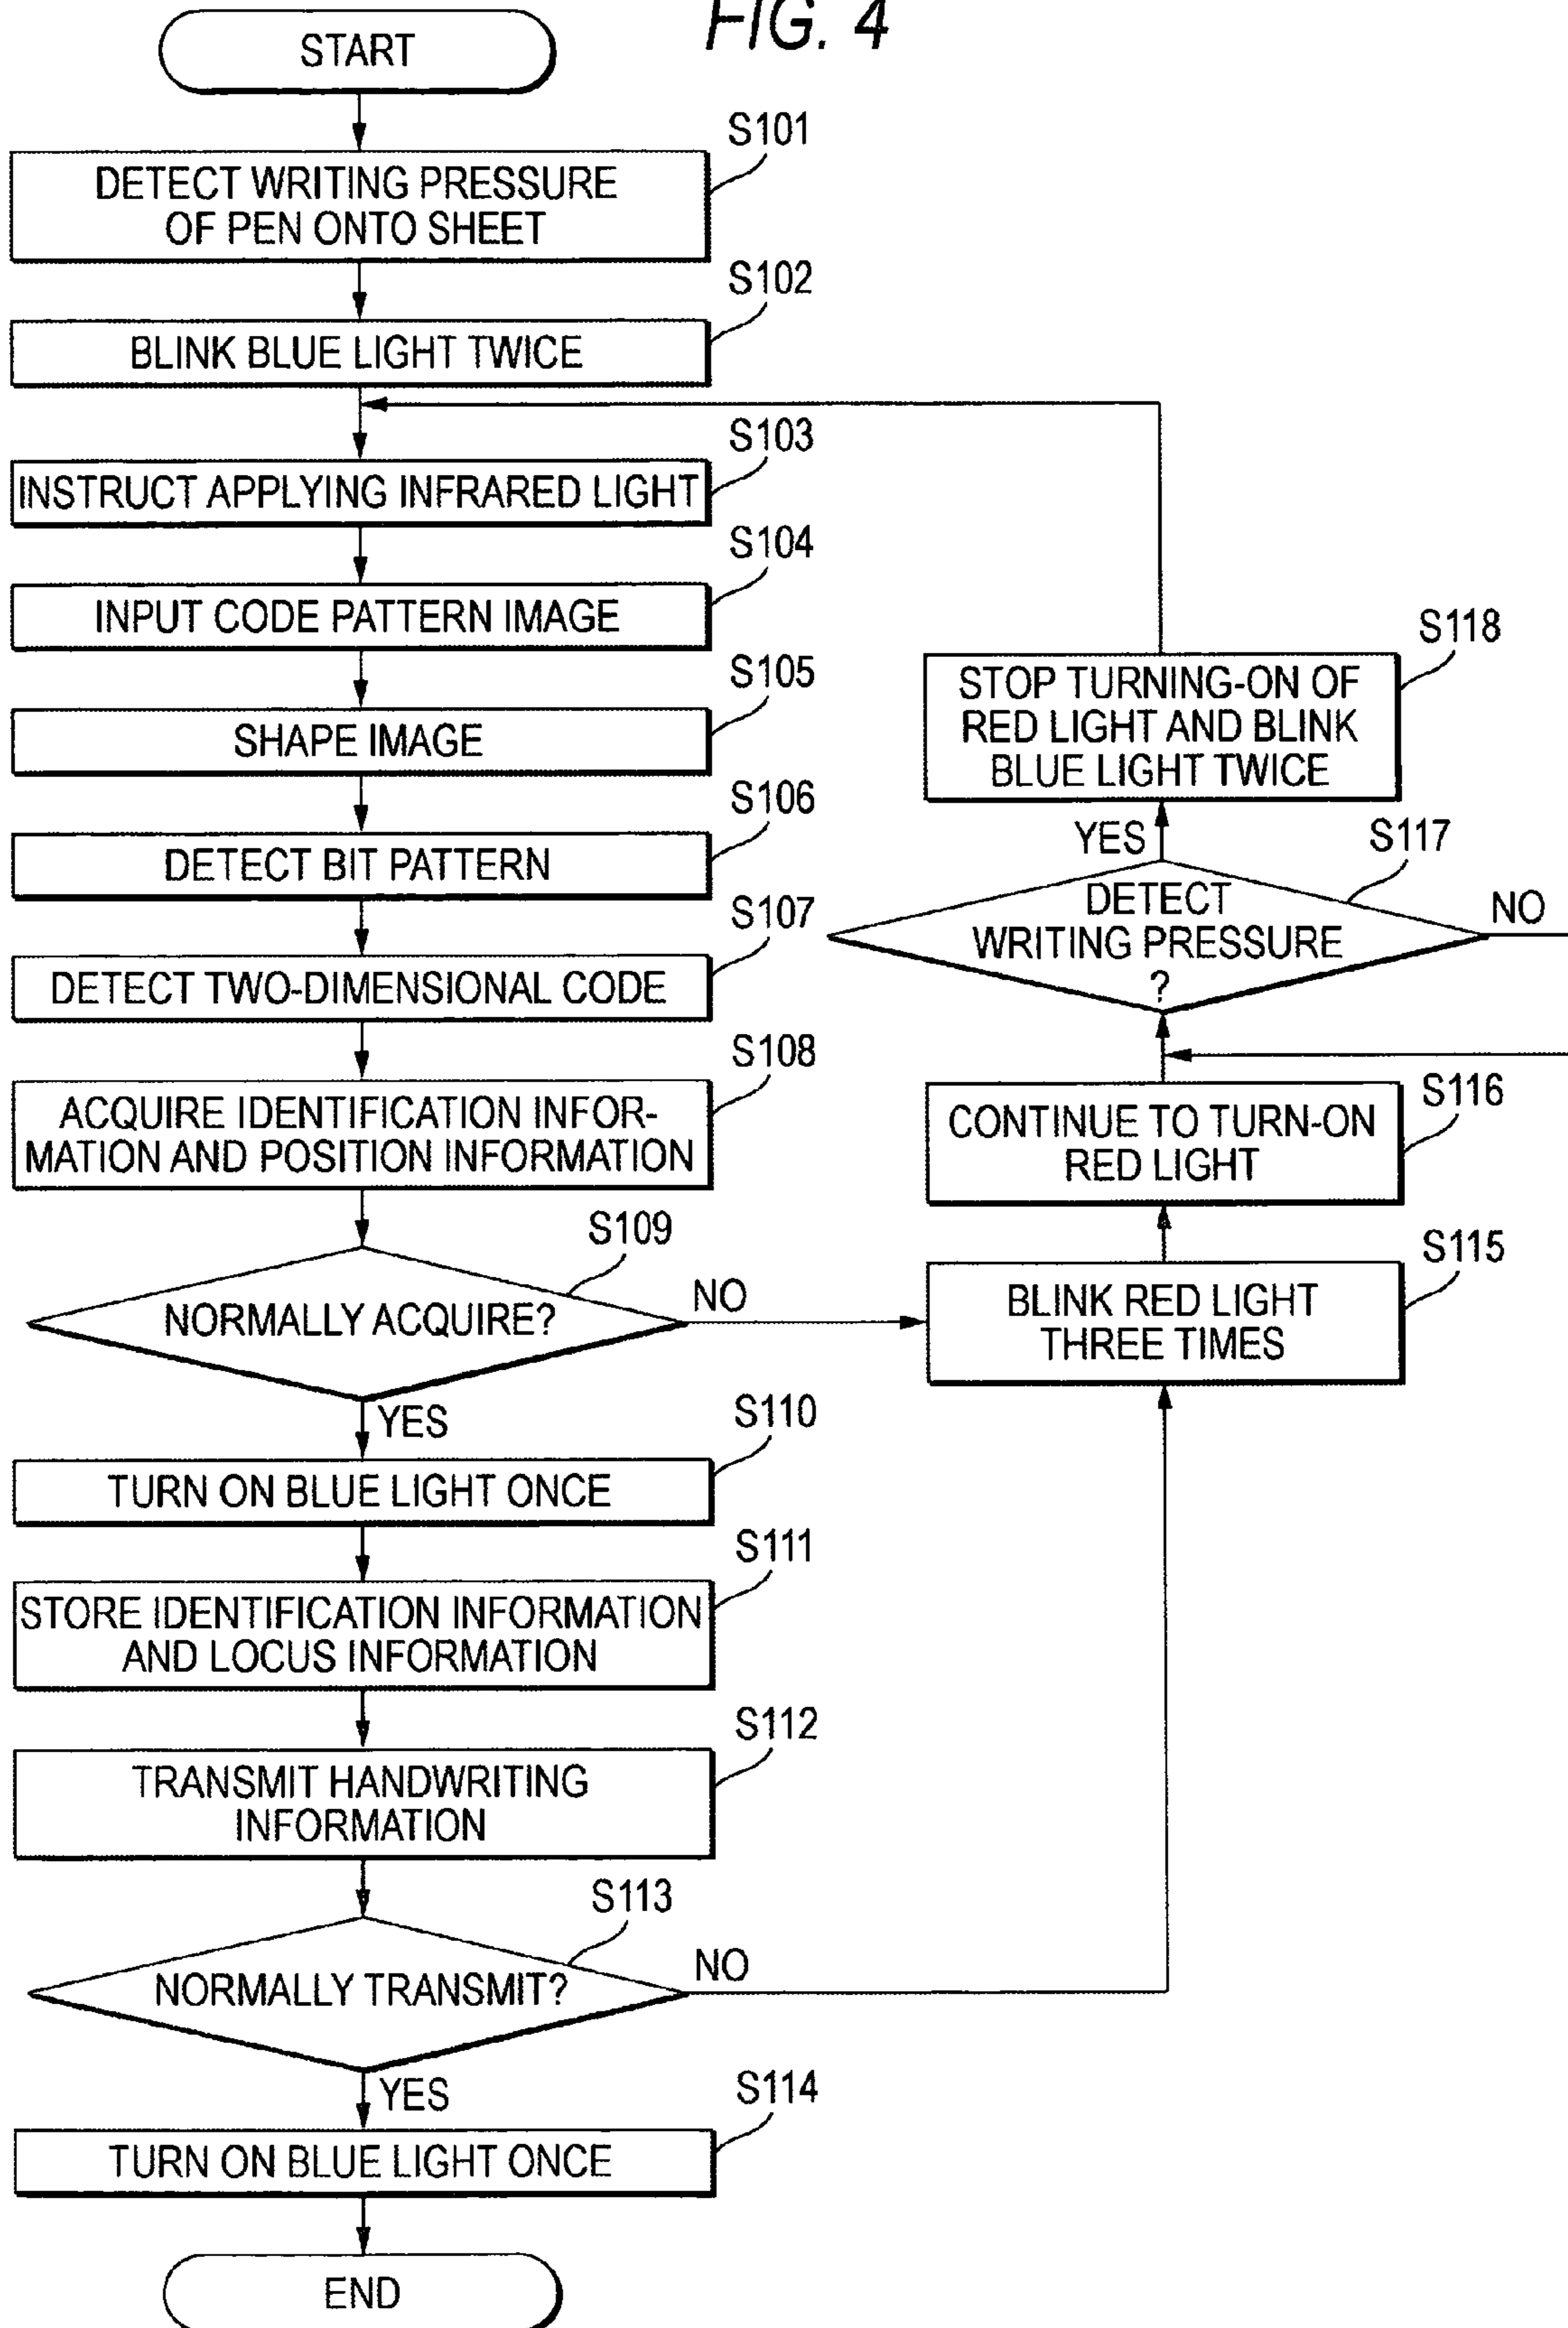 FIG. 4
START
S101
DETECT WRITING PRESSURE
OF PEN ONTO SHEET
S102
BLINK BLUE LIGHT TWICE
S103
INSTRUCT APPLYING INFRARED LIGHT
S104
INPUT CODE PATTERN IMAGE
S105
SHAPE IMAGE
S106
DETECT BIT PATTERN
S107
DETECT TWO-DIMENSIONAL CODE
S108
ACQUIRE IDENTIFICATION INFOR-
MATION AND POSITION INFORMATION
S109
NORMALLY ACQUIRE?
NO
YES
S110
TURN ON BLUE LIGHT ONCE
S111
STORE IDENTIFICATION INFORMATION
AND LOCUS INFORMATION
S112
TRANSMIT HANDWRITING
INFORMATION
S113
NORMALLY TRANSMIT?
NO
YES
S114
TURN ON BLUE LIGHT ONCE
END
S118
STOP TURNING-ON OF
RED LIGHT AND BLINK
BLUE LIGHT TWICE
YES
S117
DETECT
WRITING PRESSURE
?
NO
S116
CONTINUE TO TURN-ON
RED LIGHT
S115
BLINK RED LIGHT
THREE TIMES